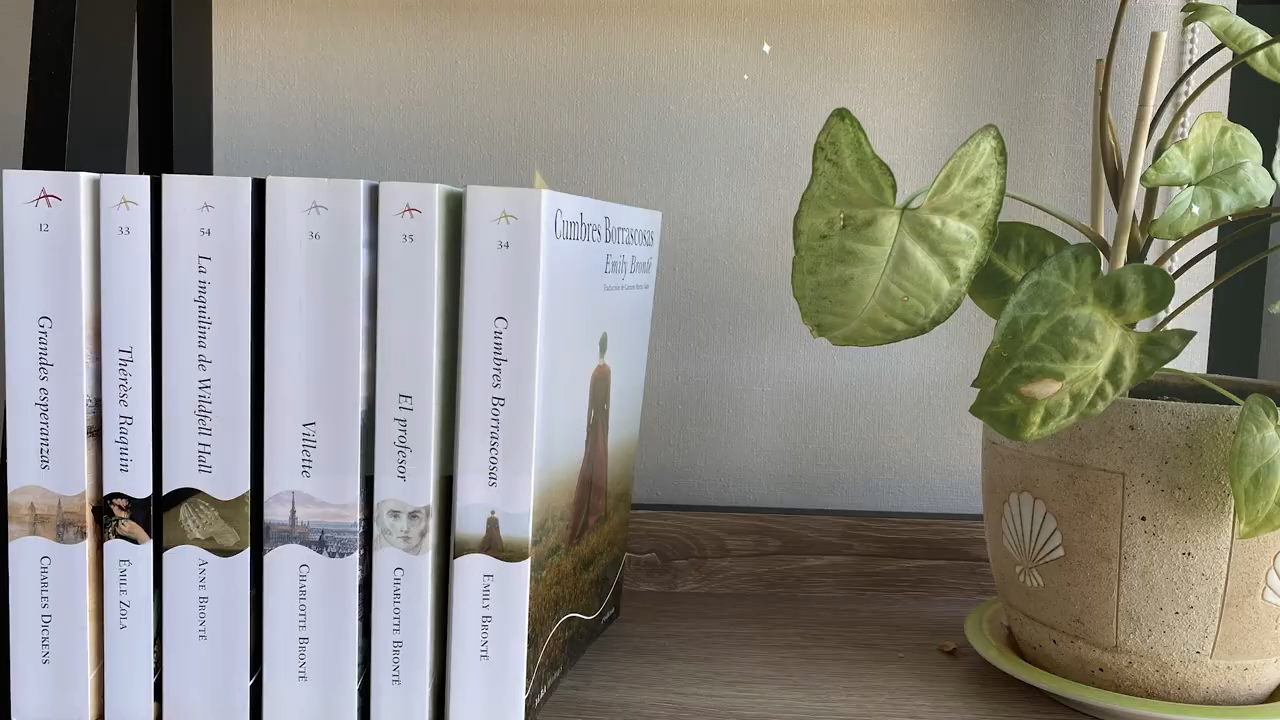 12
Grandes esperanzas
CHARLES DICKENS
33
Thérèse Raquin
ÉMILE ZOLA
54
La inquilina de Wildfell Hall
ANNE BRONTË
36
Villette
CHARLOTTE BRONTË
35
El profesor
CHARLOTTE BRONTË
34
Cumbres Borrascosas
EMILY BRONTË
Cumbres Borrascosas
Emily Brontë